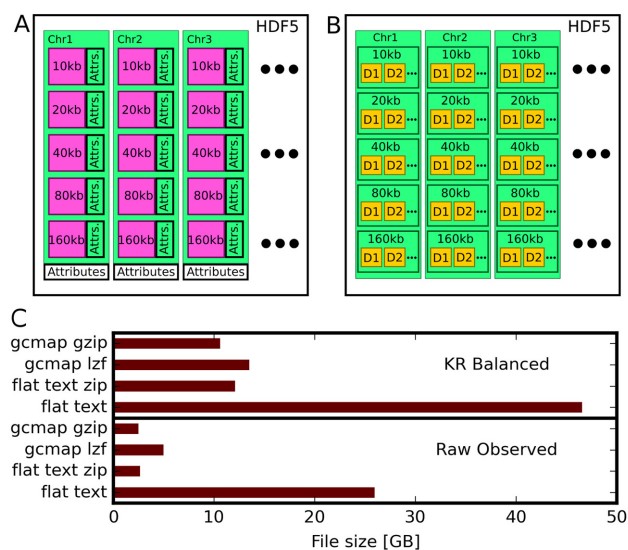 A
HDF5
Chr1 Chr2 Chr3
10kb Attrs. 10kb Attrs. 10kb Attrs.
20kb Attrs. 20kb Attrs. 20kb Attrs.
40kb Attrs. 40kb Attrs. 40kb Attrs.
80kb Attrs. 80kb Attrs. 80kb Attrs.
160kb Attrs. 160kb Attrs. 160kb Attrs.
Attributes Attributes Attributes
B
HDF5
Chr1 Chr2 Chr3
10kb 10kb 10kb
D1 D2 ... D1 D2 ... D1 D2 ...
20kb 20kb 20kb
D1 D2 ... D1 D2 ... D1 D2 ...
40kb 40kb 40kb
D1 D2 ... D1 D2 ... D1 D2 ...
80kb 80kb 80kb
D1 D2 ... D1 D2 ... D1 D2 ...
160kb 160kb 160kb
D1 D2 ... D1 D2 ... D1 D2 ...
C
gcmap gzip
gcmap lzf
flat text zip
flat text
KR Balanced
gcmap gzip
gcmap lzf
flat text zip
flat text
Raw Observed
0 10 20 30 40 50
File size [GB]